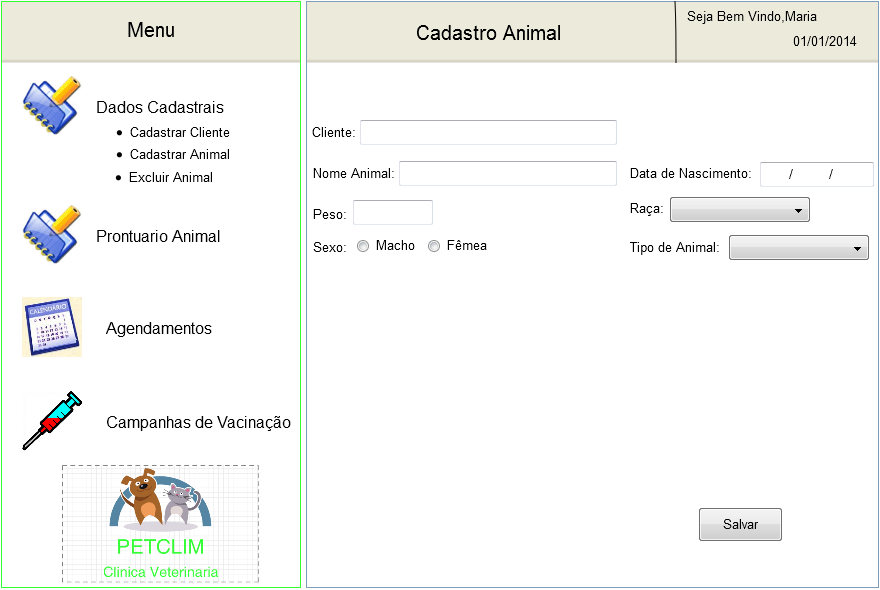 Menu
Dados Cadastrais
Cadastrar Cliente
Cadastrar Animal
Excluir Animal
Prontuario Animal
CALENDARIO
Agendamentos
Campanhas de Vacinação
PETCLIM
Clinica Veterinaria
Cadastro Animal
Seja Bem Vindo,Maria
01/01/2014
Cliente:
Nome Animal:
Data de Nascimento: / /
Peso:
Raça:
Sexo: Macho Fêmea
Tipo de Animal:
Salvar